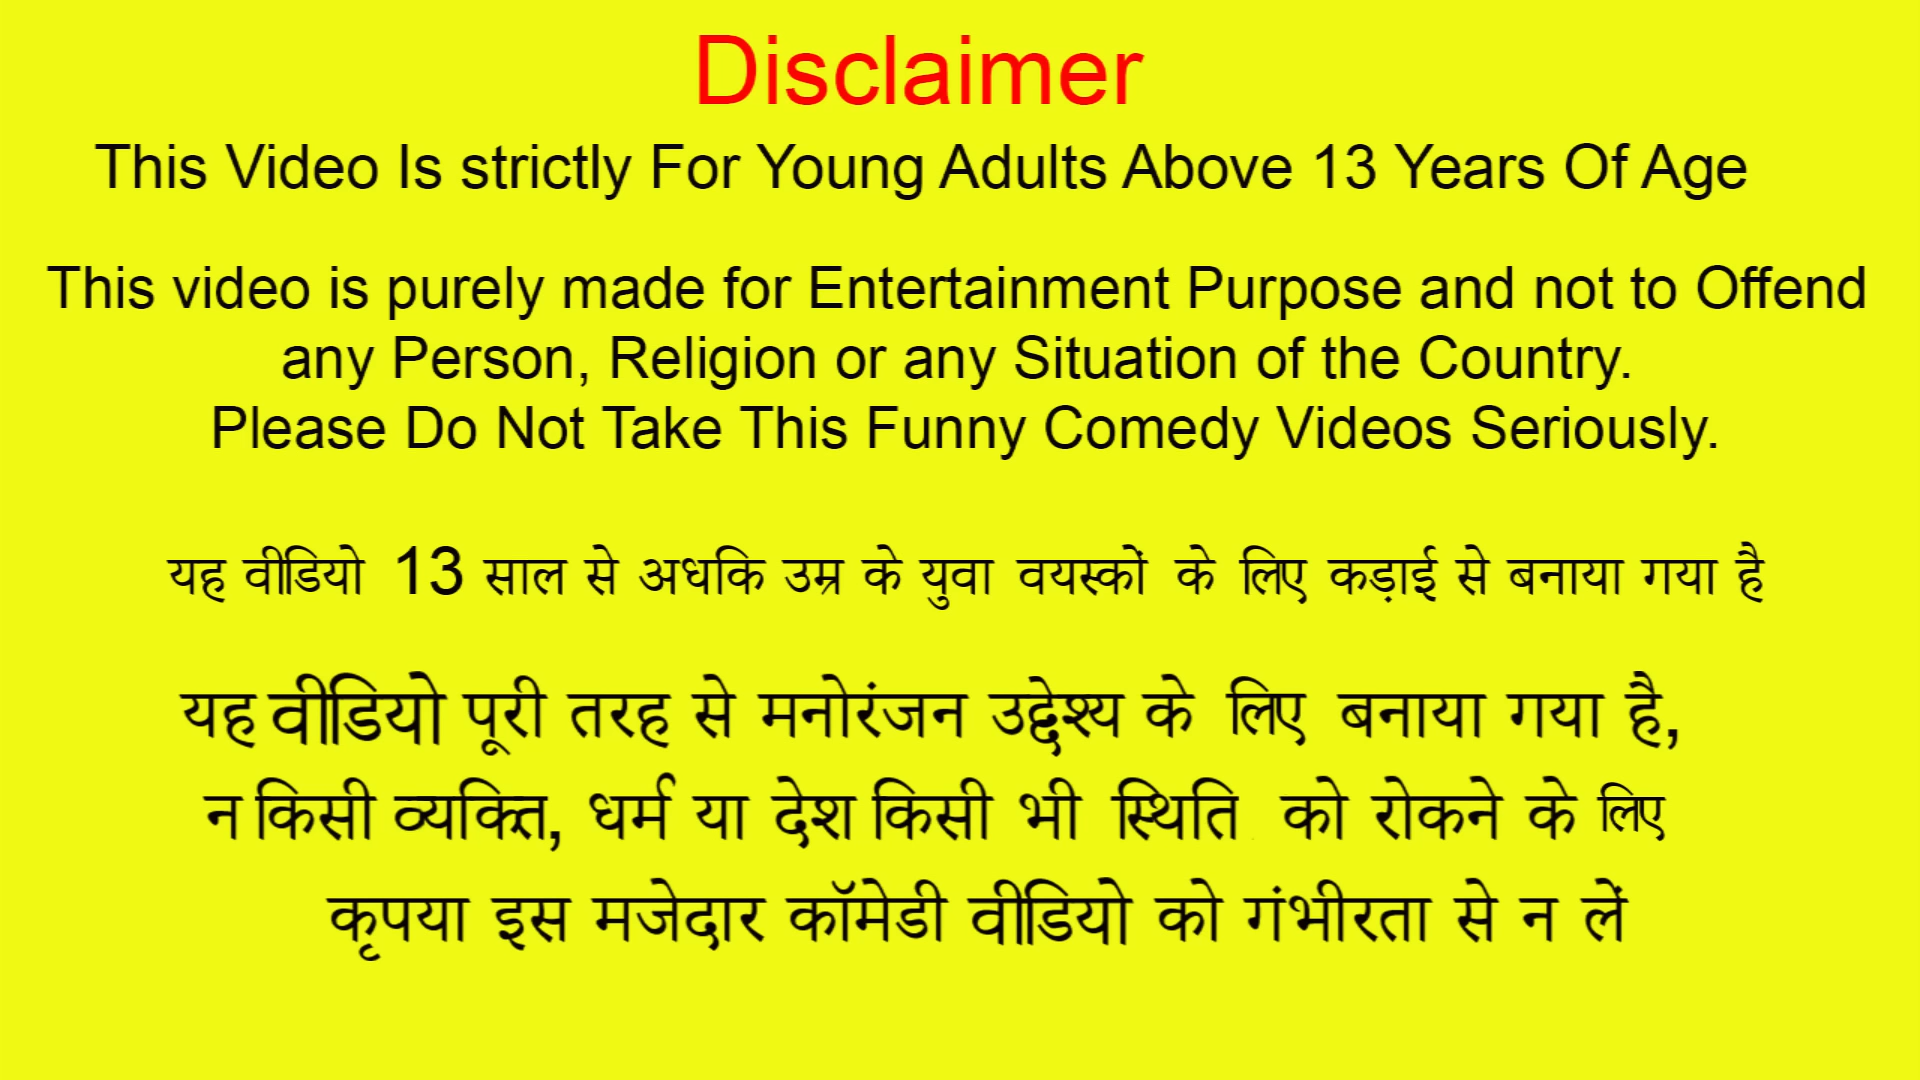 Disclaimer
This Video Is strictly For Young Adults Above 13 Years Of Age
This video is purely made for Entertainment Purpose and not to Offend
any Person, Religion or any Situation of the Country.
Please Do Not Take This Funny Comedy Videos Seriously.
यह वीडियो 13 साल से अधकि उम्र के युवा वयस्कों के लिए कड़ाई से बनाया गया है
यह वीडियो पूरी तरह से मनोरंजन उद्देश्य के लिए बनाया गया है,
न किसी व्यक्ति, धर्म या देश किसी भी स्थिति को रोकने के लिए
कृपया इस मजेदार कॉमेडी वीडियो को गंभीरता से न लें